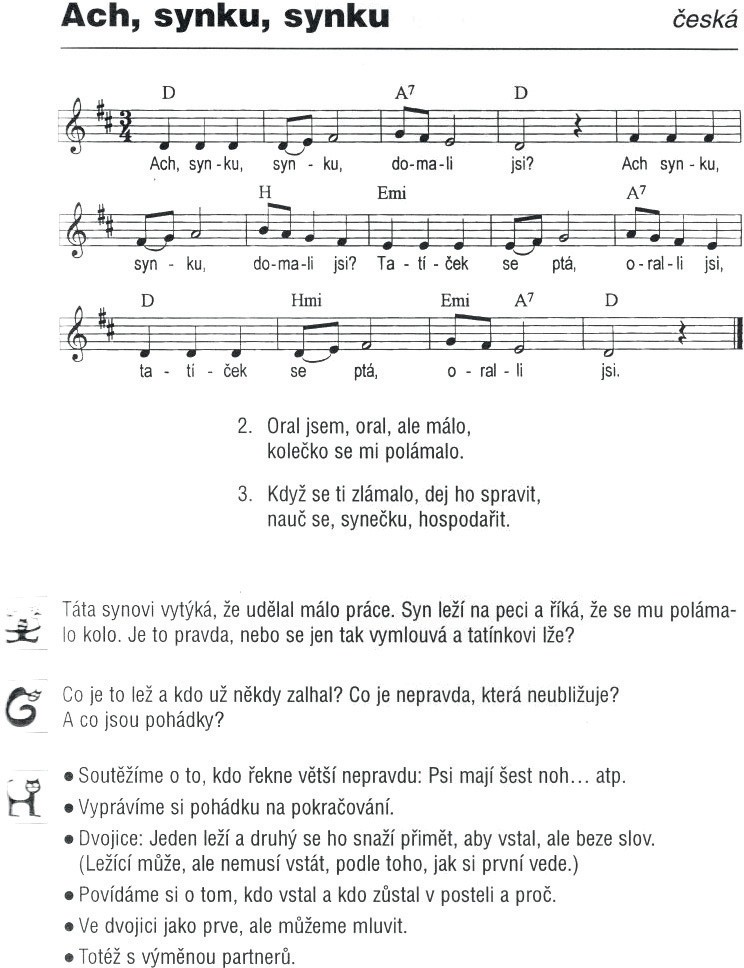 Ach, synku, synku česká
D A7 D
3 4
Ach, syn - ku, syn - ku, do - ma - li jsi? Ach syn - ku,
H Emi A7
syn - ku, do - ma - li jsi? Ta - tí - ček se ptá, o - ral - li jsi,
D Hmi Emi A7 D
ta - tí - ček se ptá, o - ral - li jsi.
2. Oral jsem, oral, ale málo,
kolečko se mi polámalo.
3. Když se ti zlámalo, dej ho spravit,
nauč se, synečku, hospodařit.
Táta synovi vytýká, že udělal málo práce. Syn leží na peci a říká, že se mu poláma-
lo kolo. Je to pravda, nebo se jen tak vymlouvá a tatínkovi lže?
Co je to lež a kdo už někdy zalhal? Co je nepravda, která neubližuje?
A co jsou pohádky?
• Soutěžíme o to, kdo řekne větší nepravdu: Psi mají šest noh... atp.
• Vyprávíme si pohádku na pokračování.
• Dvojice: Jeden leží a druhý se ho snaží přimět, aby vstal, ale beze slov.
(Ležící může, ale nemusí vstát, podle toho, jak si první vede.)
• Povídáme si o tom, kdo vstal a kdo zůstal v posteli a proč.
• Ve dvojici jako prve, ale můžeme mluvit.
• Totéž s výměnou partnerů.